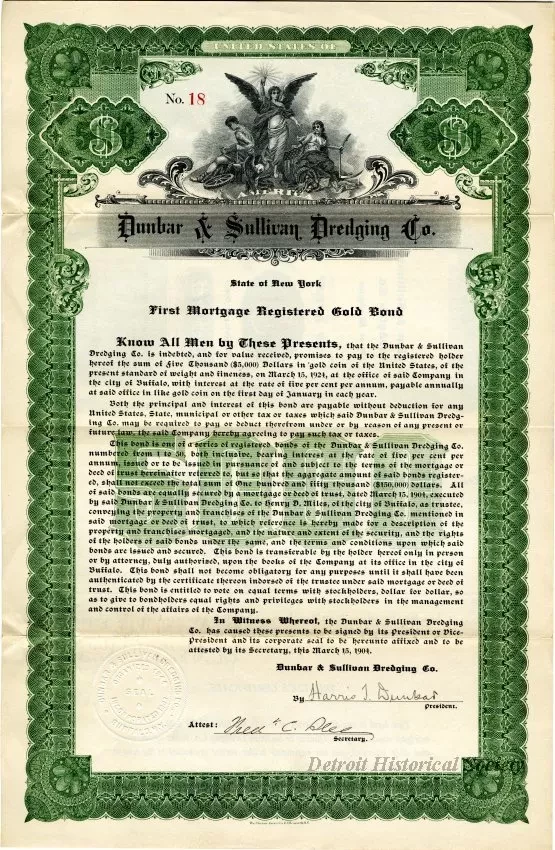 UNITED STATES OF
No. 18
AMERICA
Dunbar & Sullivan Dredging Co.
State of New York
First Mortgage Registered Gold Bond
Know All Men by These Presents, that the Dunbar & Sullivan
Dredging Co. is indebted, and for value received, promises to pay to the registered holder
hereof the sum of Five Thousand ($5,000) Dollars in gold coin of the United States, of the
present standard of weight and fineness, on March 15, 1924, at the office of said Company in
the city of Buffalo, with interest at the rate of five per cent per annum, payable annually
at said office in like gold coin on the first day of January in each year.
Both the principal and interest of this bond are payable without deduction for any
United States, State, municipal or other tax or taxes which said Dunbar & Sullivan Dredg-
ing Co. may be required to pay or deduct therefrom under or by reason of any present or
future law, the said Company hereby agreeing to pay such tax or taxes.
This bond is one of a series of registered bonds of the Dunbar & Sullivan Dredging Co.
numbered from 1 to 30, both inclusive, bearing interest at the rate of five per cent per
annum, issued or to be issued in pursuance of and subject to the terms of the mortgage or
deed of trust hereinafter referred to, but so that the aggregate amount of said bonds register-
ed, shall not exceed the total sum of One hundred and fifty thousand ($150,000) dollars. All
of said bonds are equally secured by a mortgage or deed of trust, dated March 15, 1904, executed
by said Dunbar & Sullivan Dredging Co. to Henry D. Miles, of the city of Buffalo, as trustee,
conveying the property and franchises of the Dunbar & Sullivan Dredging Co. mentioned in
said mortgage or deed of trust, to which reference is hereby made for a description of the
property and franchises mortgaged, and the nature and extent of the security, and the rights
of the holders of said bonds under the same, and the terms and conditions upon which said
bonds are issued and secured. This bond is transferable by the holder hereof only in person
or by attorney, duly authorised, upon the books of the Company at its office in the city of
Buffalo. This bond shall not become obligatory for any purposes until it shall have been
authenticated by the certificate thereon indorsed of the trustee under said mortgage or deed of
trust. This bond is entitled to vote on equal terms with stockholders, dollar for dollar, so
as to give to bondholders equal rights and privileges with stockholders in the management
and control of the affairs of the Company.
In Witness Whereof, the Dunbar & Sullivan Dredging
Co. has caused these presents to be signed by its President or Vice-
President and its corporate seal to be hereunto affixed and to be
attested by its Secretary, this March 15, 1904.
Dunbar & Sullivan Dredging Co.
By Harris T. Dunbar
President.
SEAL
Attest:
Secretary.
Detroit Historical Society